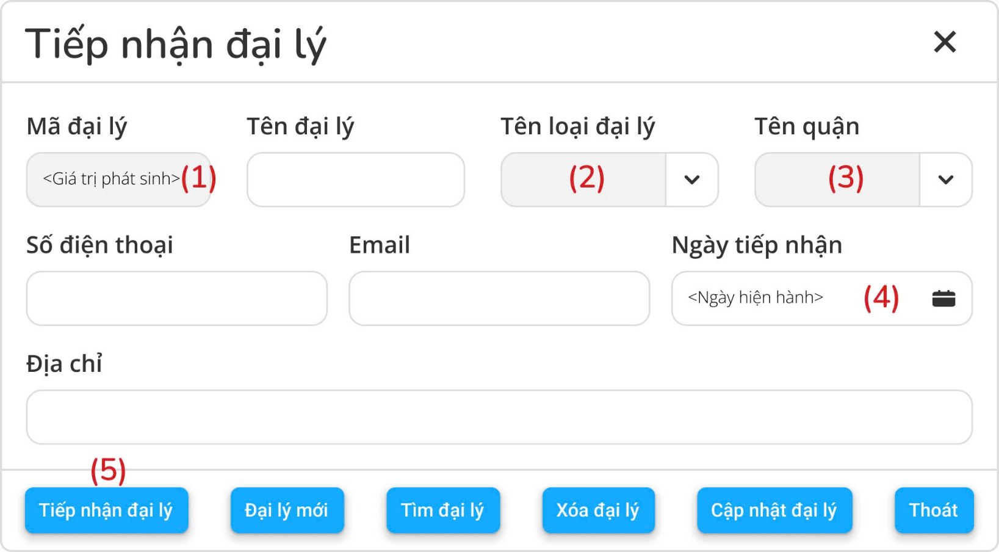 Tiếp nhận đại lý
Mã đại lý Tên đại lý Tên loại đại lý Tên quận
<Giá trị phát sinh> (1) (2) (3)
Số điện thoại Email Ngày tiếp nhận
<Ngày hiện hành> (4)
Địa chỉ
(5)
Tiếp nhận đại lý Đại lý mới Tìm đại lý Xóa đại lý Cập nhật đại lý Thoát